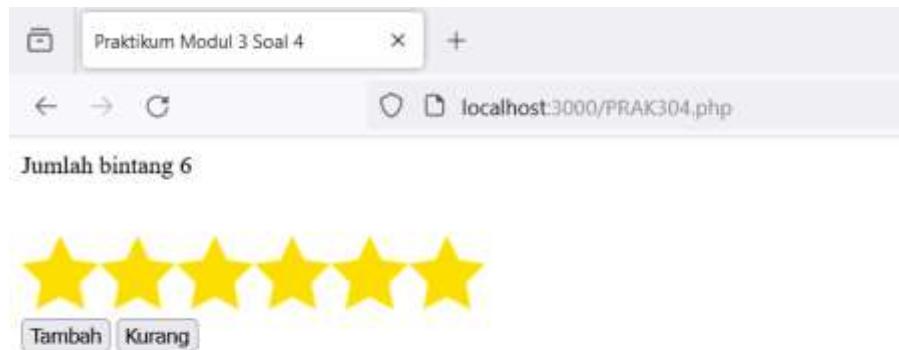 Praktikum Modul 3 Soal 4
localhost:3000/PRAK304.php
Jumlah bintang 6
Tambah Kurang